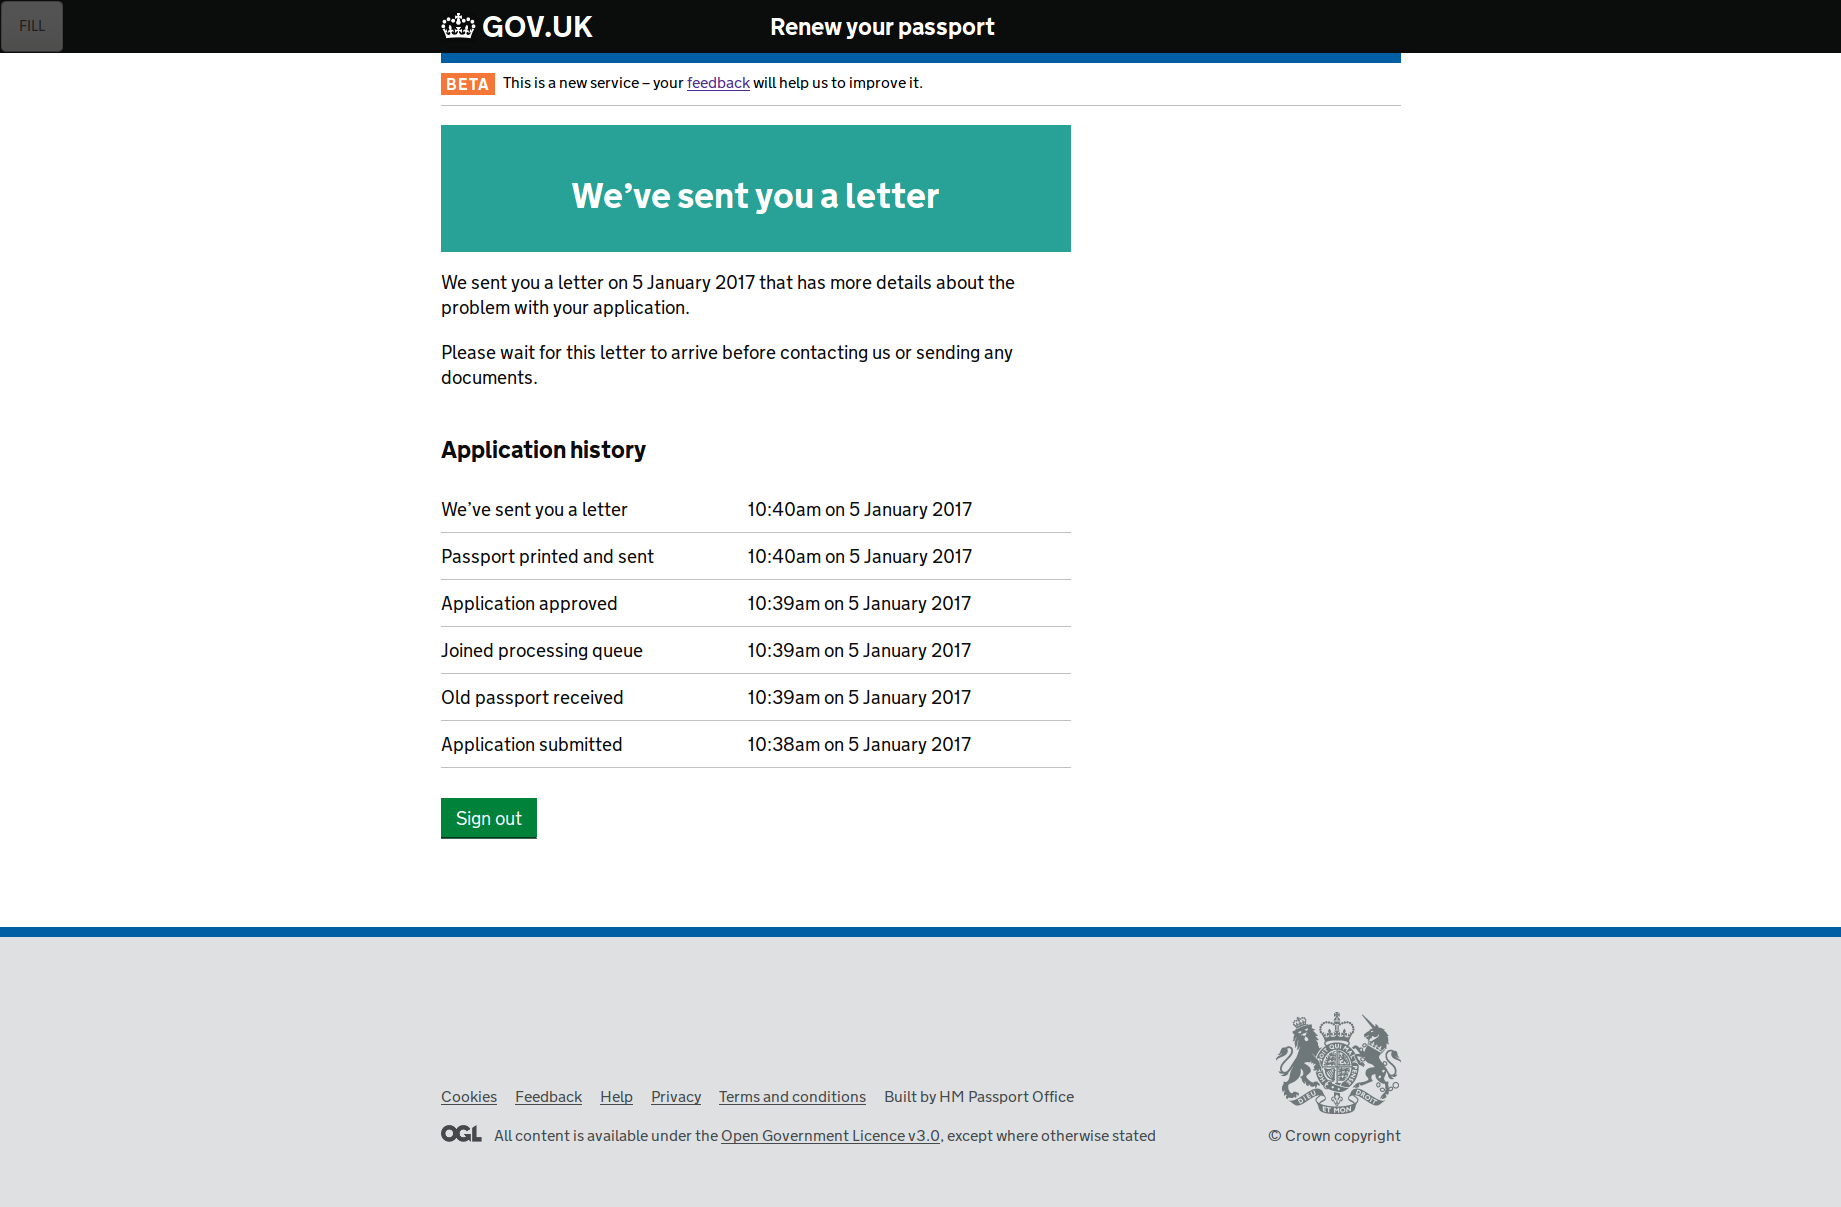 FILL
GOV.UK
Renew your passport
BETA This is a new service – your feedback will help us to improve it.
We’ve sent you a letter
We sent you a letter on 5 January 2017 that has more details about the
problem with your application.
Please wait for this letter to arrive before contacting us or sending any
documents.
Application history
We’ve sent you a letter 10:40am on 5 January 2017
Passport printed and sent 10:40am on 5 January 2017
Application approved 10:39am on 5 January 2017
Joined processing queue 10:39am on 5 January 2017
Old passport received 10:39am on 5 January 2017
Application submitted 10:38am on 5 January 2017
Sign out
Cookies Feedback Help Privacy Terms and conditions Built by HM Passport Office
OGL All content is available under the Open Government Licence v3.0, except where otherwise stated
DIEU ET MON DROIT
© Crown copyright